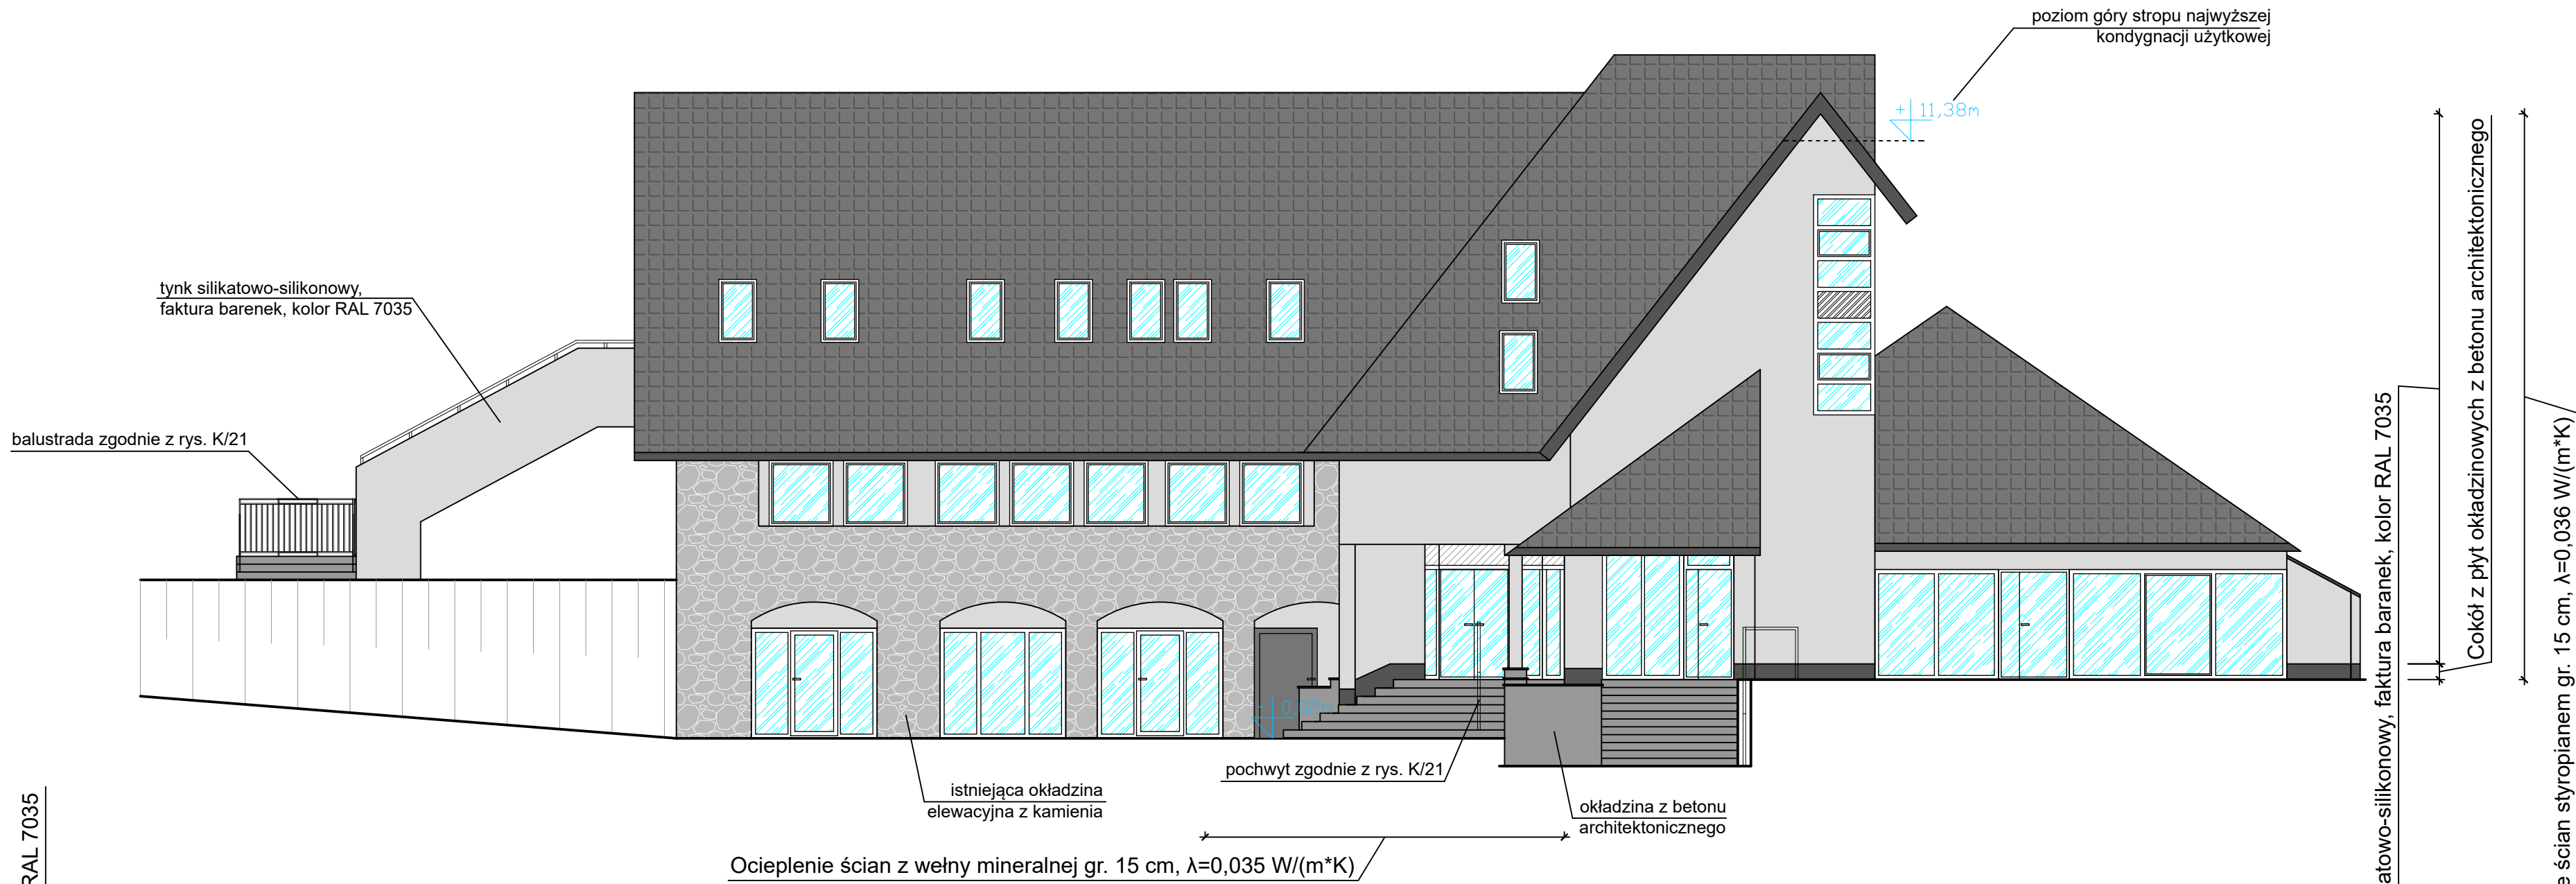 poziom góry stropu najwyższej
kondygnacji użytkowej
+ 11,38m
tynk silikatowo-silikonowy,
faktura barenek, kolor RAL 7035
balustrada zgodnie z rys. K/21
0,02m
pochwyt zgodnie z rys. K/21
istniejąca okładzina
elewacyjna z kamienia
okładzina z betonu
architektonicznego
Ocieplenie ścian z wełny mineralnej gr. 15 cm, λ=0,035 W/(m*K)
RAL 7035
atowo-silikonowy, faktura baranek, kolor RAL 7035
Cokół z płyt okładzinowych z betonu architektonicznego
e ścian styropianem gr. 15 cm, λ=0,036 W/(m*K)